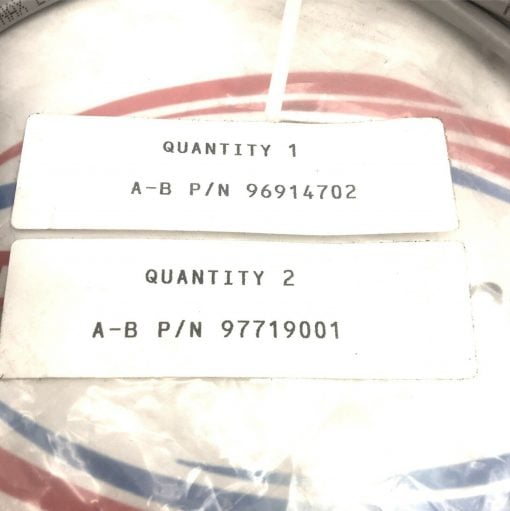 QUANTITY 1
A-B P/N 96914702
QUANTITY 2
A-B P/N 97719001